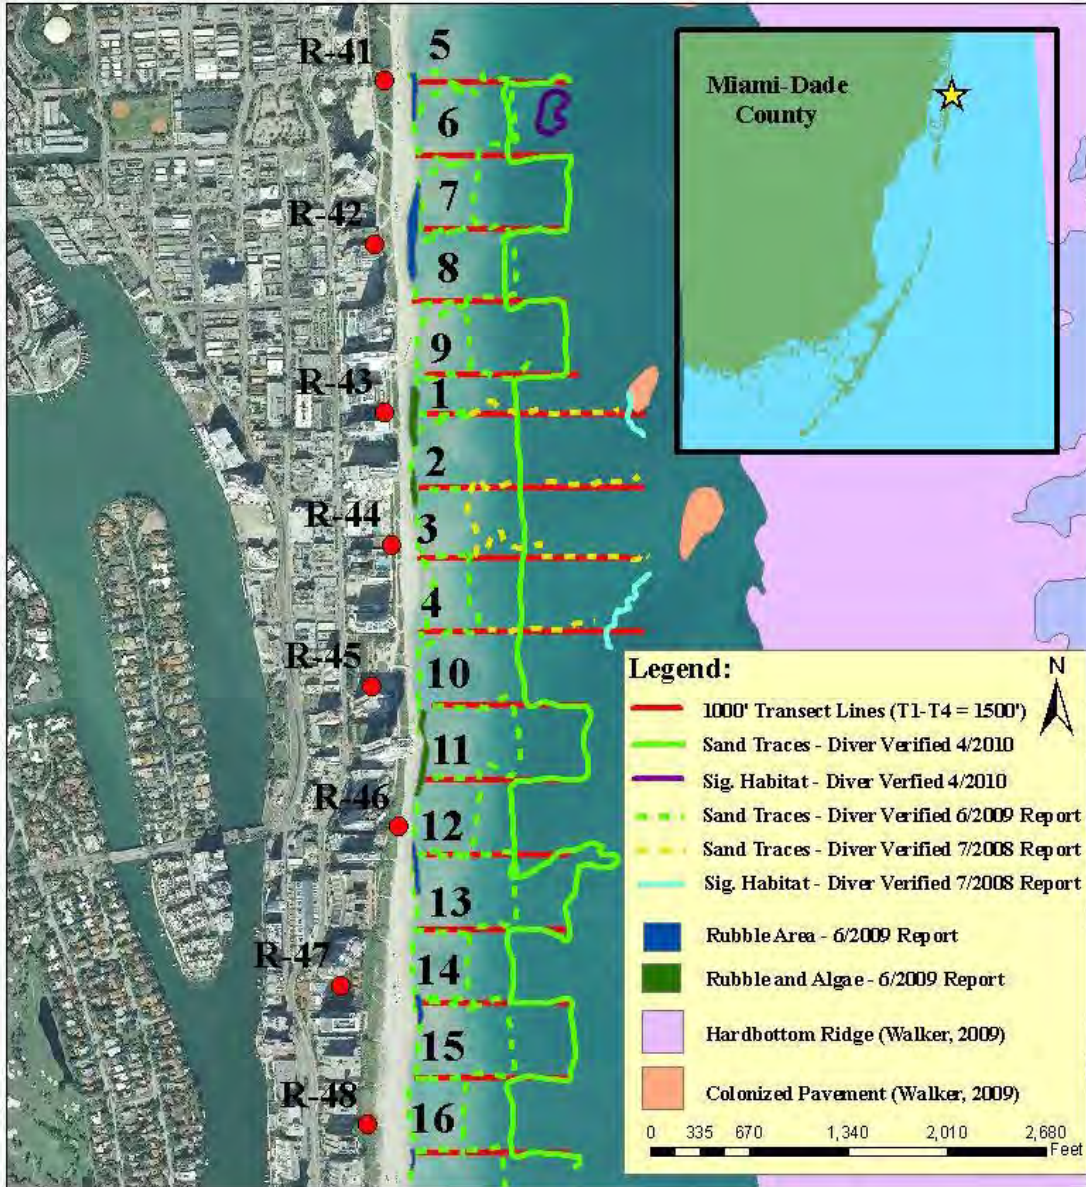 Miami-Dade
County
R-41
R-42
R-43
R-44
R-45
R-46
R-47
R-48
5
6
7
8
9
1
2
3
4
10
11
12
13
14
15
16
Legend:
N
1000' Transect Lines (T1-T4 = 1500')
Sand Traces - Diver Verified 4/2010
Sig. Habitat - Diver Verfied 4/2010
Sand Traces - Diver Verified 6/2009 Report
Sand Traces - Diver Verified 7/2008 Report
Sig. Habitat - Diver Verified 7/2008 Report
Rubble Area - 6/2009 Report
Rubble and Algae - 6/2009 Report
Hardbottom Ridge (Walker, 2009)
Colonized Pavement (Walker, 2009)
0 335 670 1,340 2,010 2,680
Feet